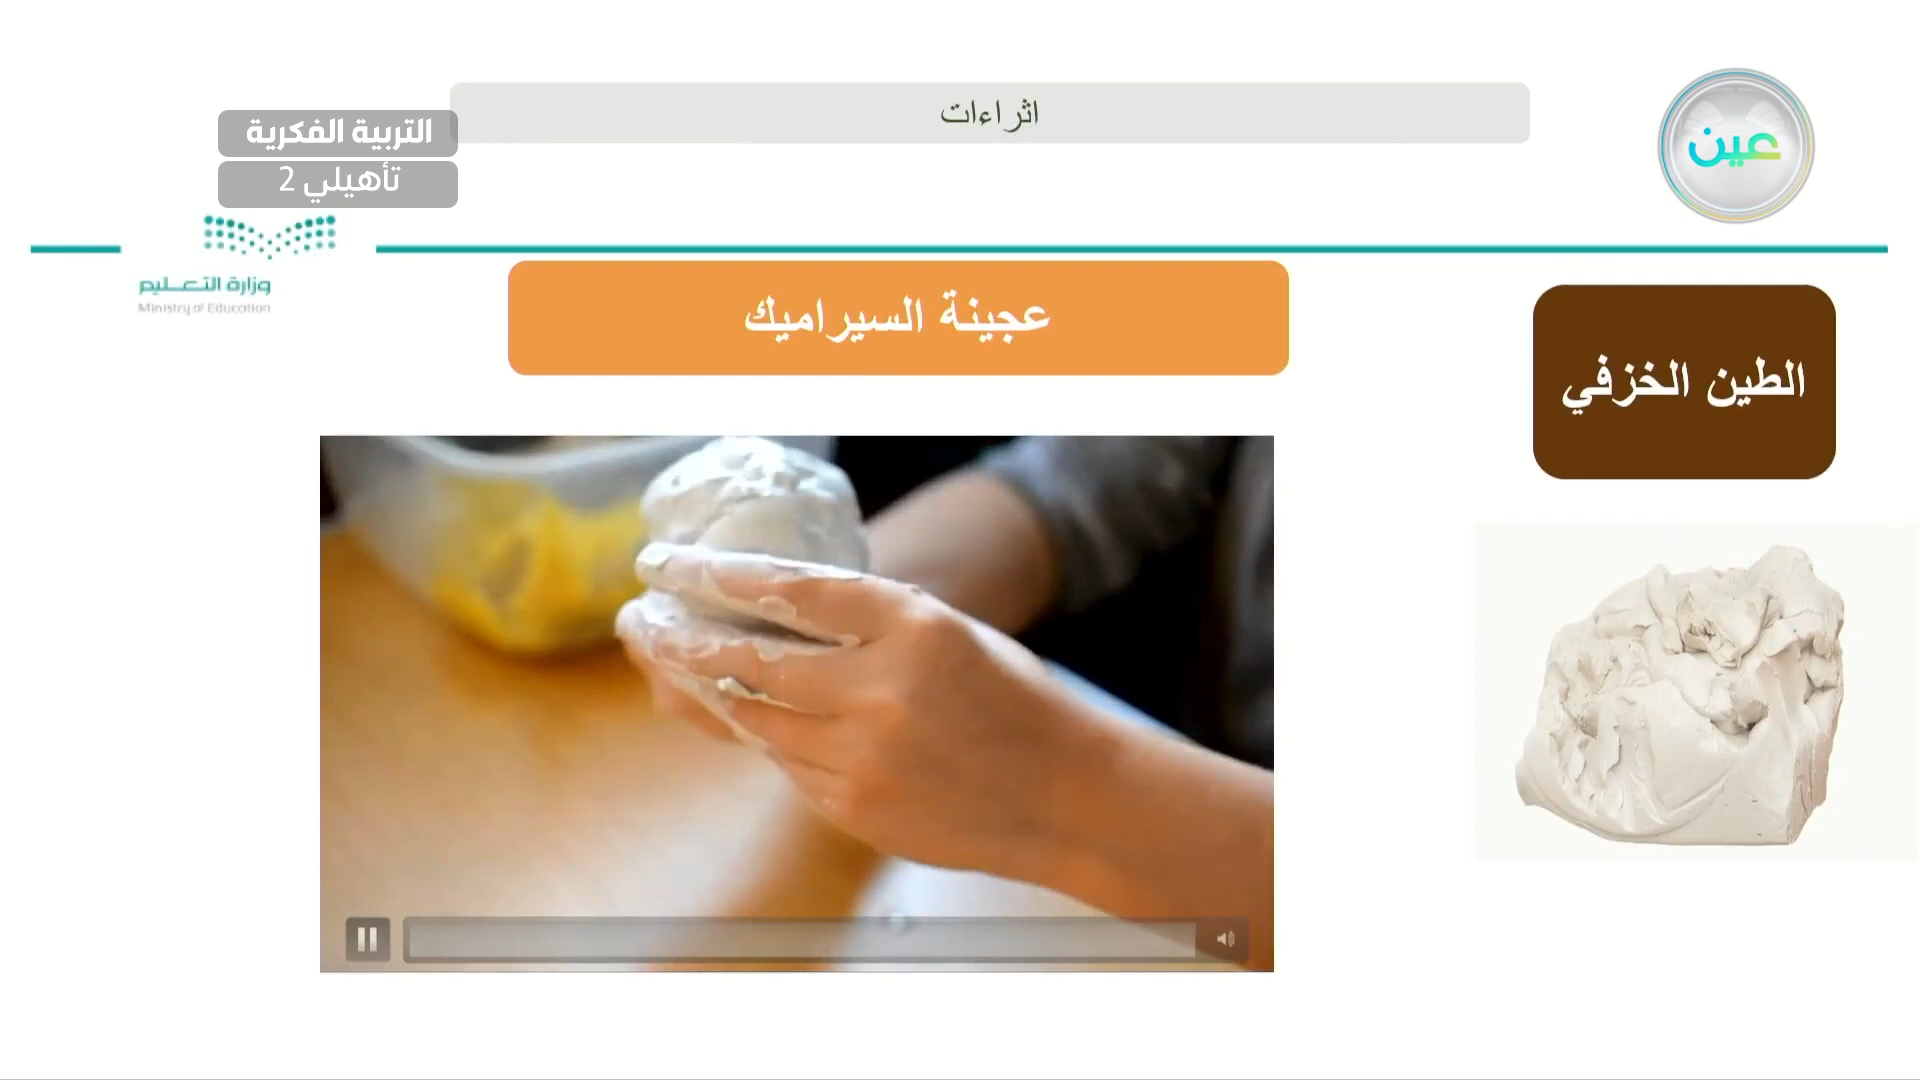 اثراءات
عين
التربية الفكرية
تأهيلي 2
وزارة التعليم
Ministry of Education
عجينة السيراميك
الطين الخزفي